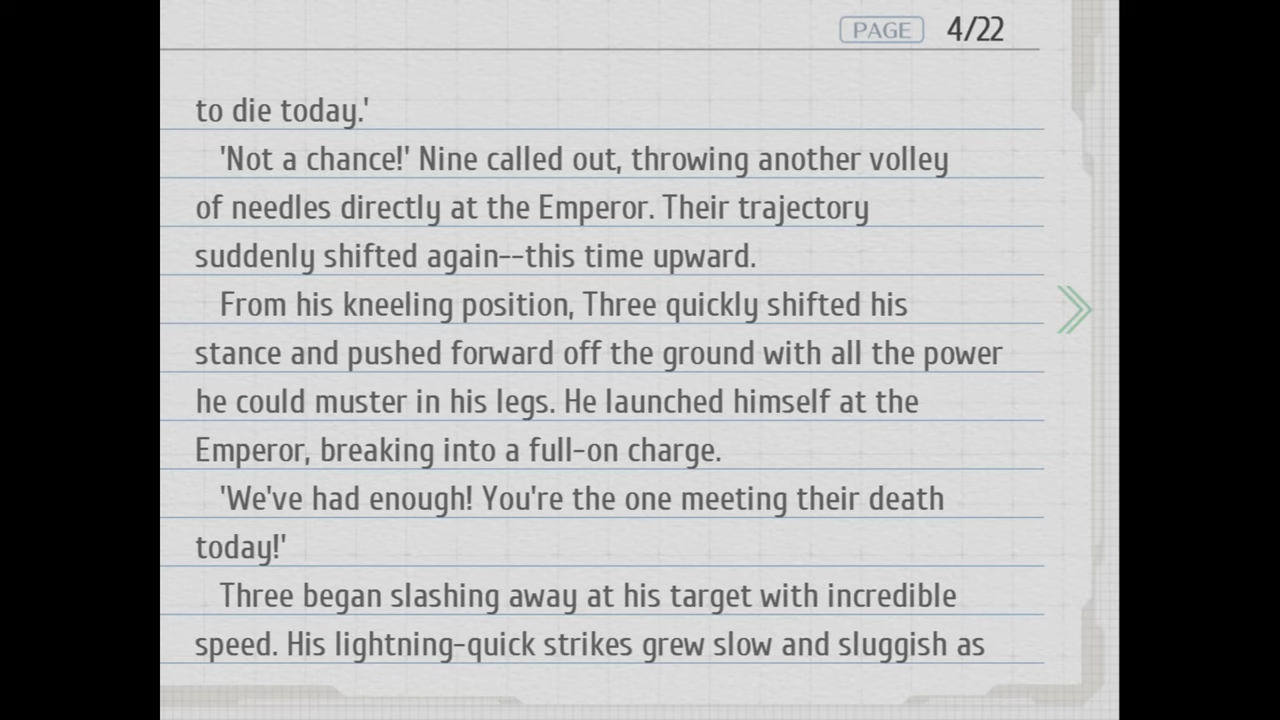 PAGE 4/22
to die today.'
'Not a chance!' Nine called out, throwing another volley
of needles directly at the Emperor. Their trajectory
suddenly shifted again--this time upward.
From his kneeling position, Three quickly shifted his
stance and pushed forward off the ground with all the power
he could muster in his legs. He launched himself at the
Emperor, breaking into a full-on charge.
'We've had enough! You're the one meeting their death
today!'
Three began slashing away at his target with incredible
speed. His lightning-quick strikes grew slow and sluggish as